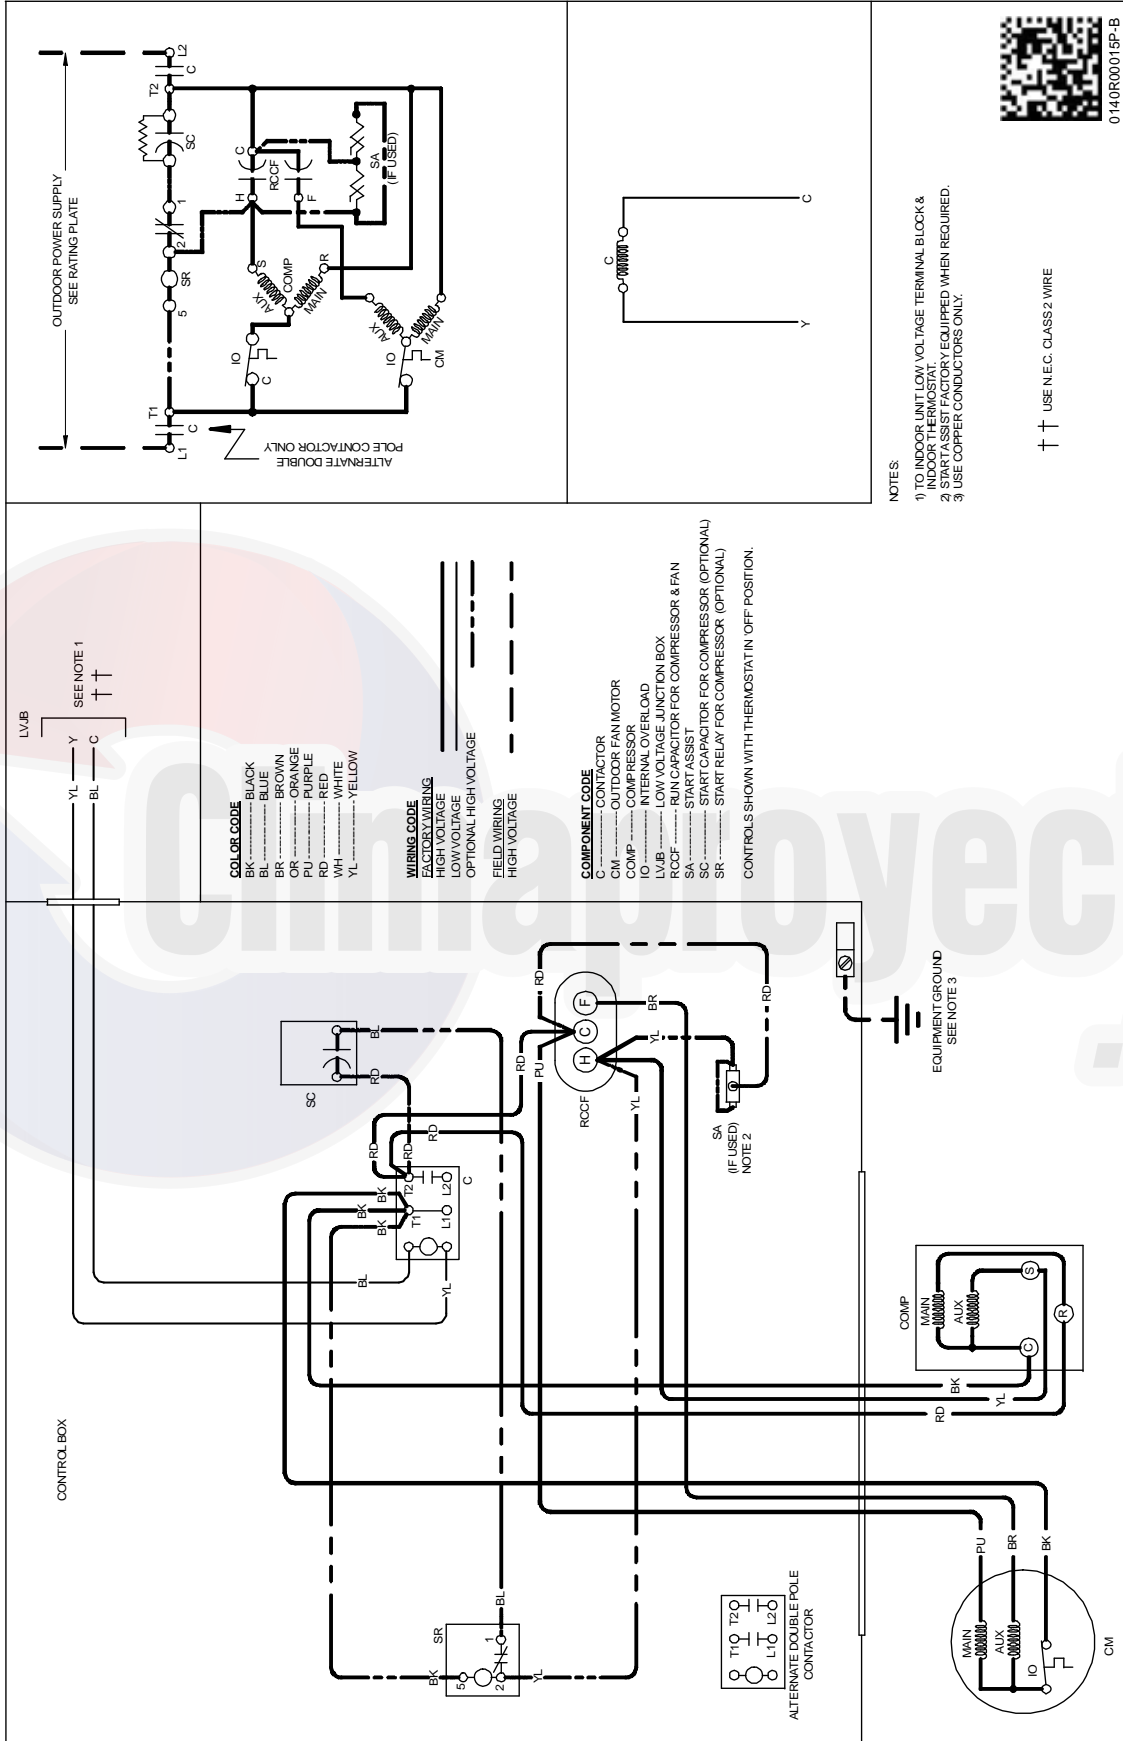 OUTDOOR POWER SUPPLY
SEE RATING PLATE
L1
C
T1
5
SR
2
1
SC
T2
C
L2
ALTERNATE DOUBLE
POLE CONTACTOR ONLY
IO
C
AUX
S
COMP
MAIN
R
H
C
RCCF
F
SA
(IF USED)
IO
AUX
MAIN
CM
C
Y
C
NOTES:
1) TO INDOOR UNIT LOW VOLTAGE TERMINAL BLOCK &
INDOOR THERMOSTAT.
2) START ASSIST FACTORY EQUIPPED WHEN REQUIRED.
3) USE COPPER CONDUCTORS ONLY.
†† USE N.E.C. CLASS 2 WIRE
0140R00015P-B
LVJB
SEE NOTE 1
††
YL
Y
BL
C
COLOR CODE
BK ---------- BLACK
BL ---------- BLUE
BR ---------- BROWN
OR ---------- ORANGE
PU ---------- PURPLE
RD ---------- RED
WH ---------- WHITE
YL ---------- YELLOW
WIRING CODE
FACTORY WIRING
HIGH VOLTAGE
LOW VOLTAGE
OPTIONAL HIGH VOLTAGE
FIELD WIRING
HIGH VOLTAGE
COMPONENT CODE
C ---------- CONTACTOR
CM -------- OUTDOOR FAN MOTOR
COMP ------ COMPRESSOR
IO ---------- INTERNAL OVERLOAD
LVJB ------- LOW VOLTAGE JUNCTION BOX
RCCF ------ RUN CAPACITOR FOR COMPRESSOR & FAN
SA ---------- START ASSIST
SC ---------- START CAPACITOR FOR COMPRESSOR (OPTIONAL)
SR ---------- START RELAY FOR COMPRESSOR (OPTIONAL)
CONTROLS SHOWN WITH THERMOSTAT IN 'OFF' POSITION.
CONTROL BOX
SC
RD
BL
BK
BK
BK
T1
T2
L1
L2
C
RD
RD
RD
BL
YL
RD
PU
RD
H
C
F
RCCF
YL
YL
BR
RD
SA
(IF USED)
NOTE 2
SR
BK
5
2
1
BL
YL
T1
T2
L1
L2
ALTERNATE DOUBLE POLE
CONTACTOR
EQUIPMENT GROUND
SEE NOTE 3
COMP
MAIN
AUX
C
S
R
BK
YL
RD
PU
BR
BK
MAIN
AUX
IO
CM
Climaproyec